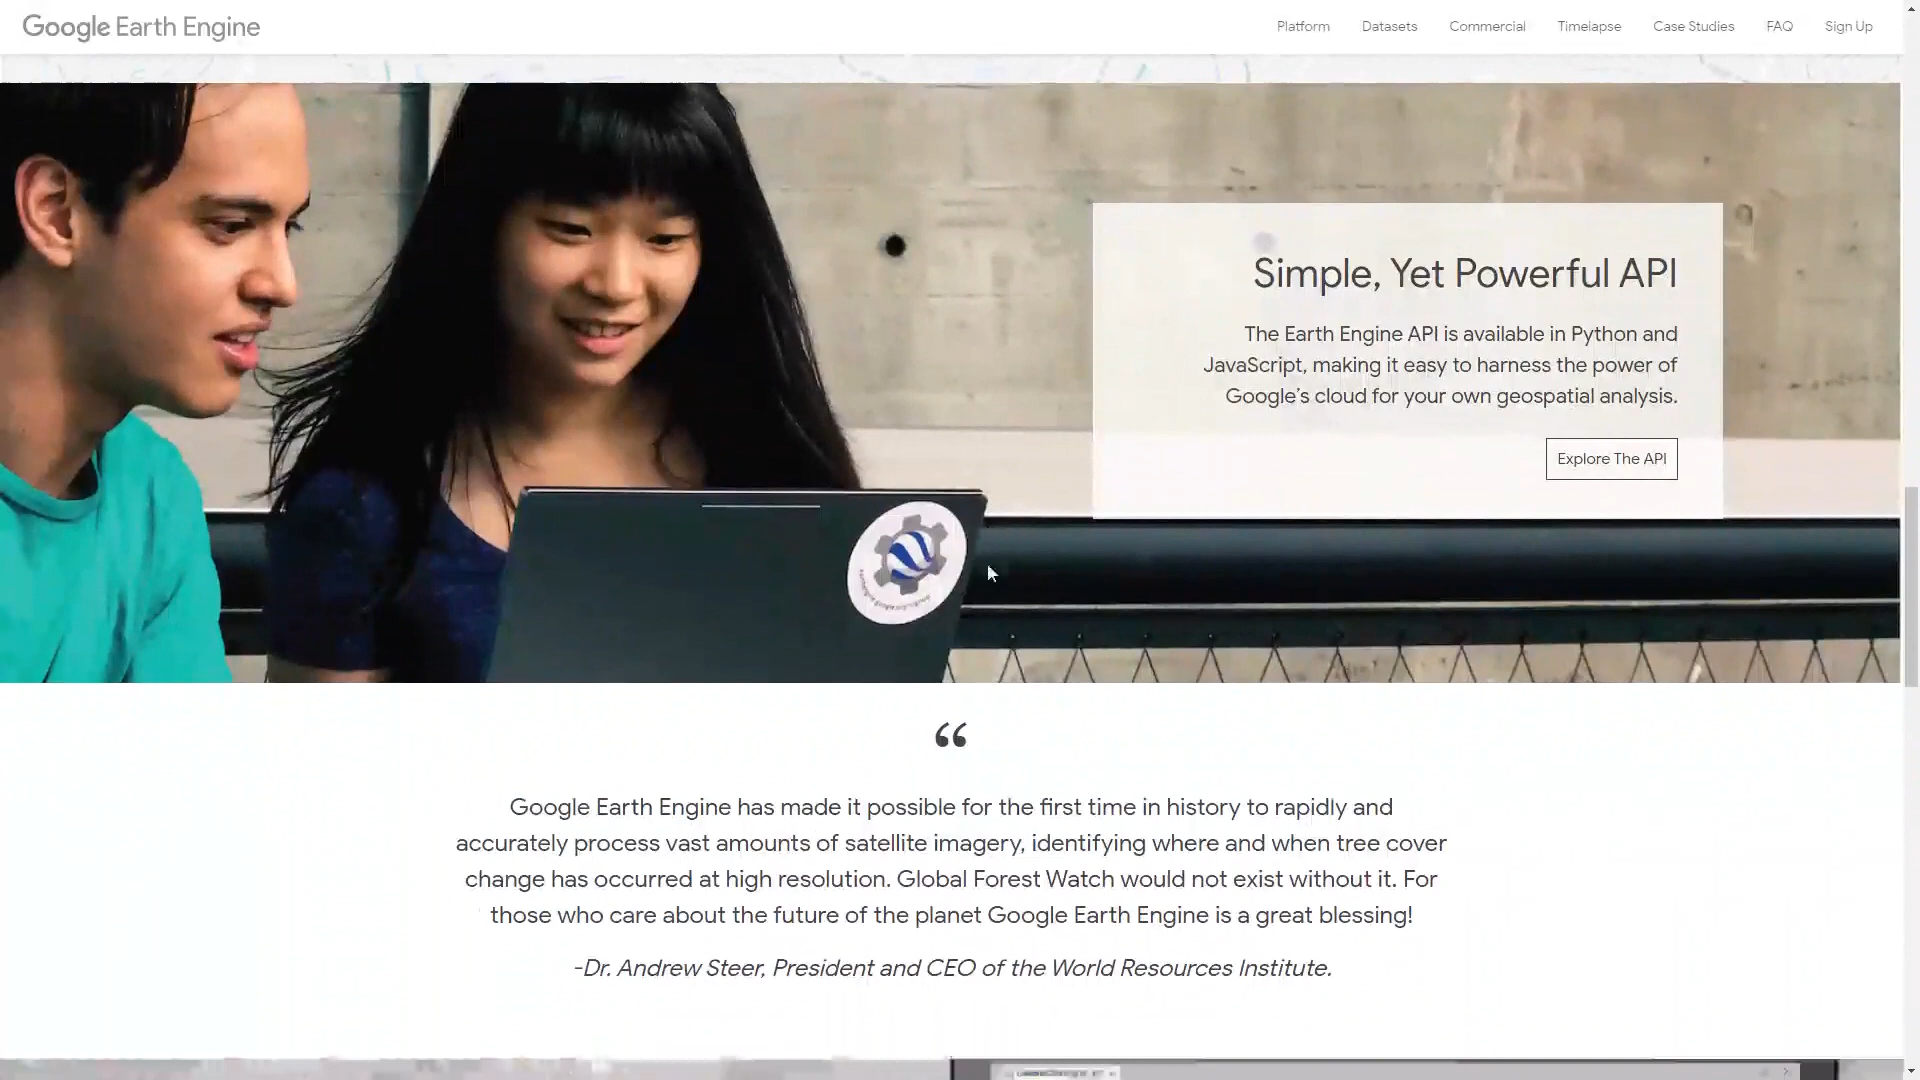 Google Earth Engine
Platform
Datasets
Commercial
Timelapse
Case Studies
FAQ
Sign Up
Simple, Yet Powerful API
The Earth Engine API is available in Python and
JavaScript, making it easy to harness the power of
Google’s cloud for your own geospatial analysis.
Explore The API
“
Google Earth Engine has made it possible for the first time in history to rapidly and
accurately process vast amounts of satellite imagery, identifying where and when tree cover
change has occurred at high resolution. Global Forest Watch would not exist without it. For
those who care about the future of the planet Google Earth Engine is a great blessing!
-Dr. Andrew Steer, President and CEO of the World Resources Institute.